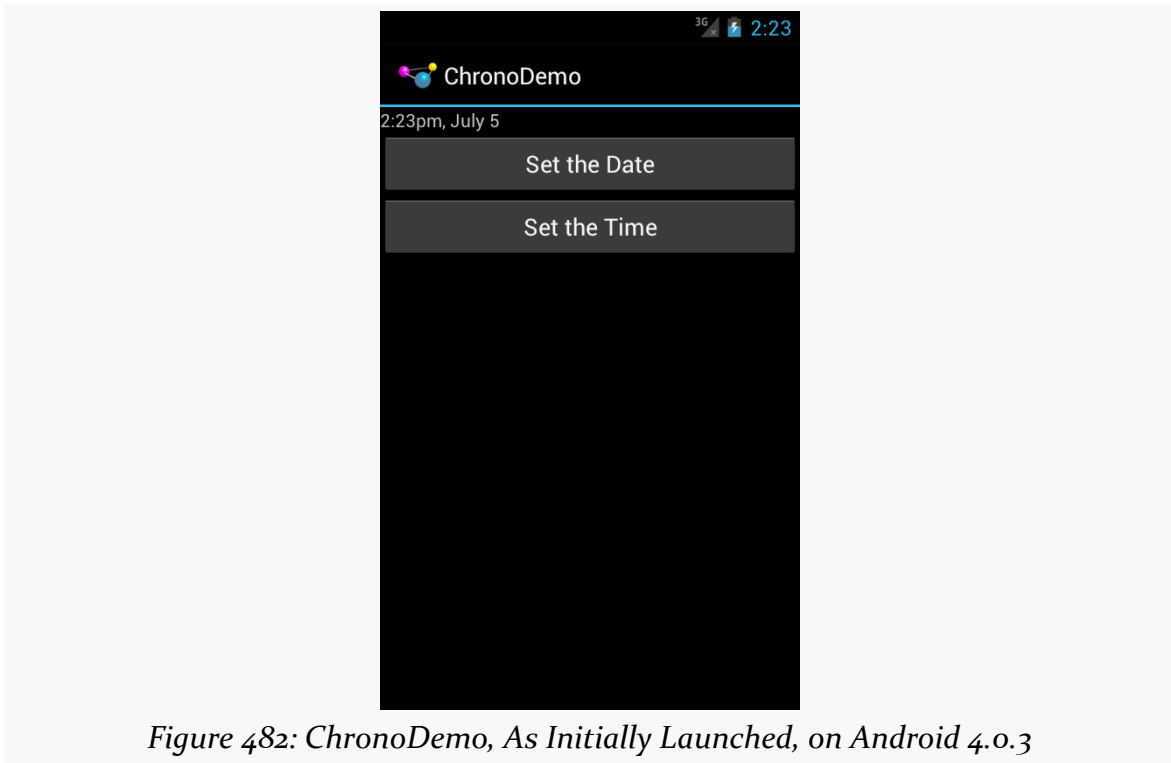 3G 2:23
ChronoDemo
2:23pm, July 5
Set the Date
Set the Time
Figure 482: ChronoDemo, As Initially Launched, on Android 4.0.3